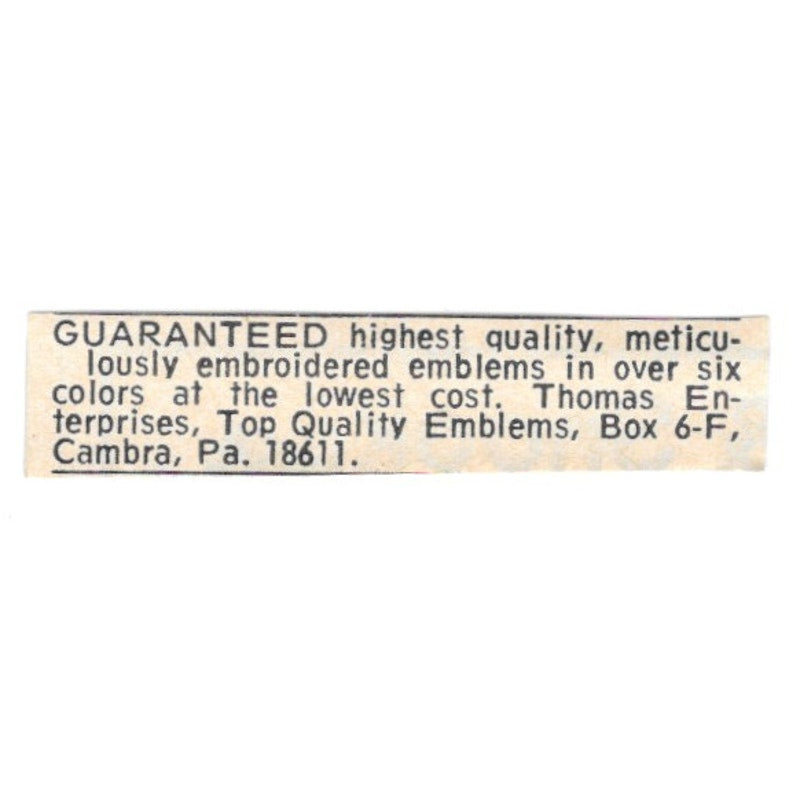 GUARANTEED highest quality, meticu-
lously embroidered emblems in over six
colors at the lowest cost. Thomas En-
terprises, Top Quality Emblems, Box 6-F,
Cambra, Pa. 18611.